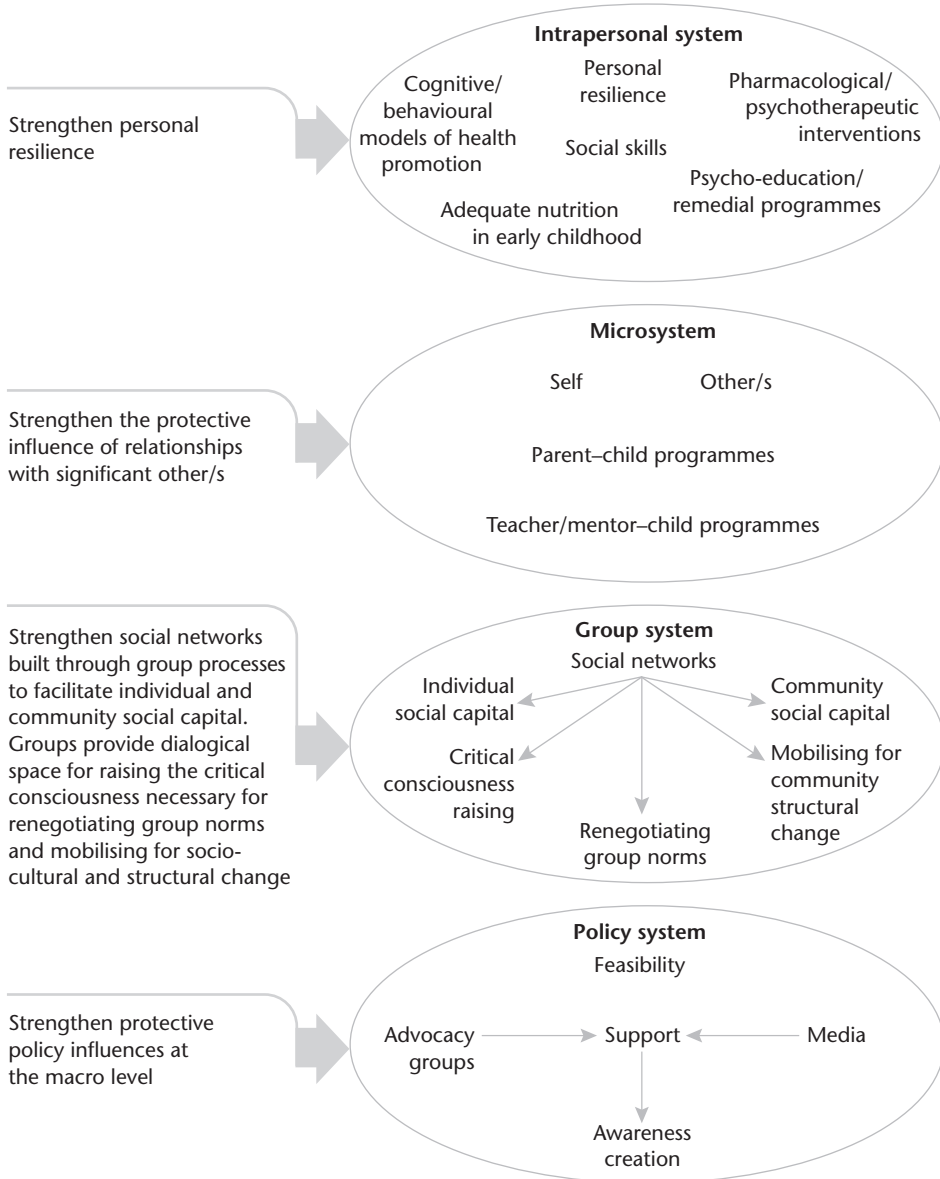 Intrapersonal system
Strengthen personal
resilience
Cognitive/
behavioural
models of health
promotion
Personal
resilience
Pharmacological/
psychotherapeutic
interventions
Social skills
Psycho-education/
remedial programmes
Adequate nutrition
in early childhood
Microsystem
Strengthen the protective
influence of relationships
with significant other/s
Self
Other/s
Parent–child programmes
Teacher/mentor–child programmes
Group system
Strengthen social networks
built through group processes
to facilitate individual and
community social capital.
Groups provide dialogical
space for raising the critical
consciousness necessary for
renegotiating group norms
and mobilising for socio-
cultural and structural change
Social networks
Individual
social capital
Community
social capital
Critical
consciousness
raising
Mobilising for
community
structural
change
Renegotiating
group norms
Policy system
Strengthen protective
policy influences at
the macro level
Feasibility
Advocacy
groups
Support
Media
Awareness
creation